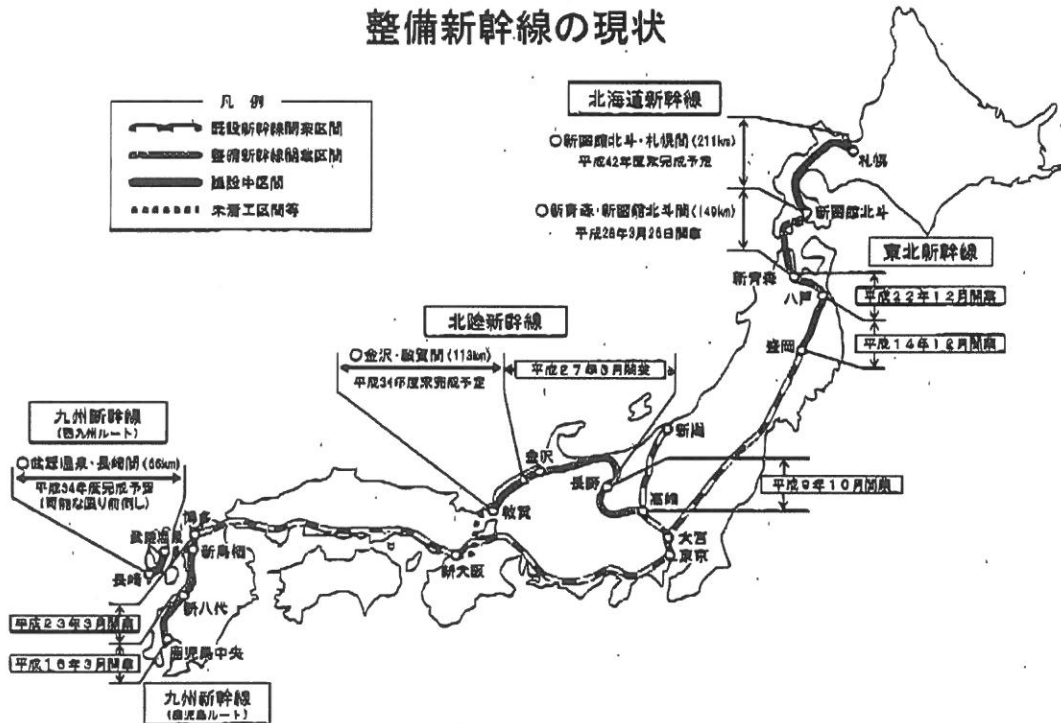 整備新幹線の現状
凡例
既設新幹線開業区間
整備新幹線開業区間
建設中区間
未着工区間等
北海道新幹線
○新函館北斗・札幌間(211km)
平成42年度末完成予定
札幌
○新青森・新函館北斗間(149km)
平成28年3月26日開業
新函館北斗
東北新幹線
新青森
八戸
平成22年12月開業
平成14年12月開業
盛岡
北陸新幹線
○金沢・敦賀間(113km)
平成34年度末完成予定
平成27年3月開業
九州新幹線
(西九州ルート)
○武雄温泉・長崎間(66km)
平成34年度完成予定
(可能な限り前倒し)
新潟
金沢
長野
高崎
平成9年10月開業
敦賀
大宮
東京
博多
武雄温泉
新鳥栖
新大阪
長崎
新八代
平成23年3月開業
鹿児島中央
平成16年3月開業
九州新幹線
(鹿児島ルート)